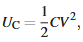 U_C = \frac{1}{2}CV^2,